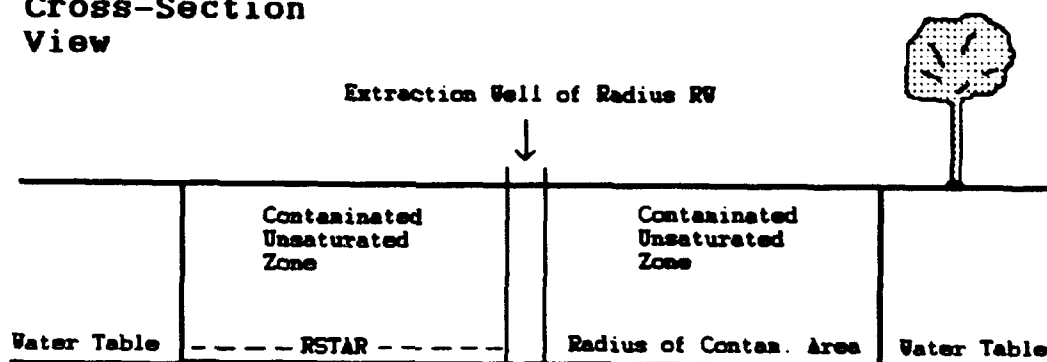 Cross-Section
View
Extraction Well of Radius RW
Contaminated
Unsaturated
Zone
Contaminated
Unsaturated
Zone
Water Table
RSTAR
Radius of Contam. Area
Water Table